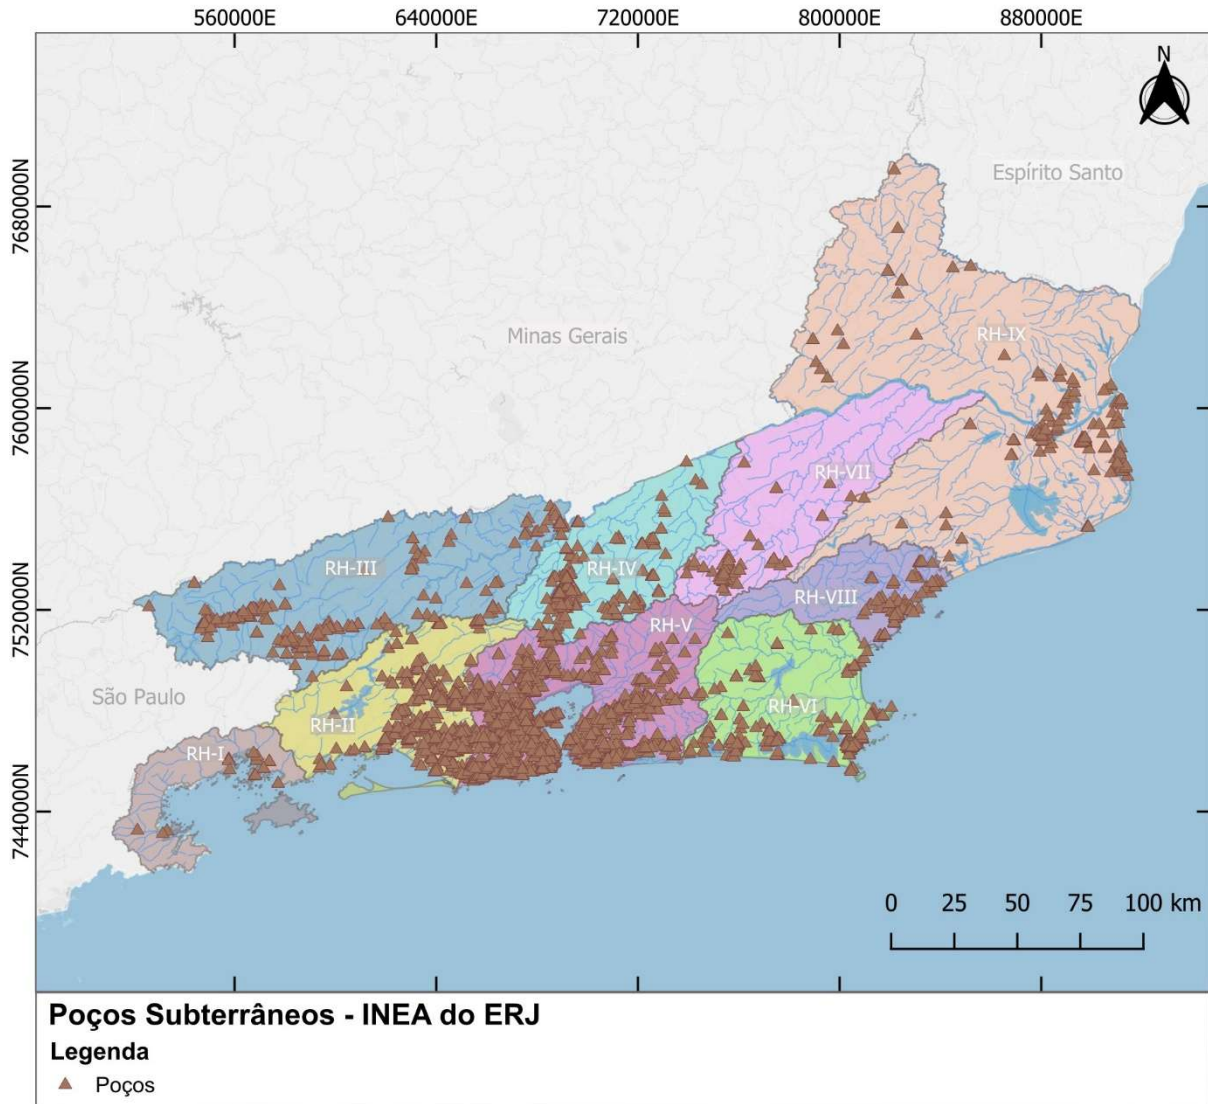 560000E 640000E 720000E 800000E 880000E
N
Espírito Santo
7680000N
Minas Gerais
RH-IX
7600000N
RH-VII
RH-III
RH-IV
7520000N
RH-VIII
RH-V
São Paulo
RH-VI
RH-II
RH-I
7440000N
0 25 50 75 100 km
Poços Subterrâneos - INEA do ERJ
Legenda
Poços